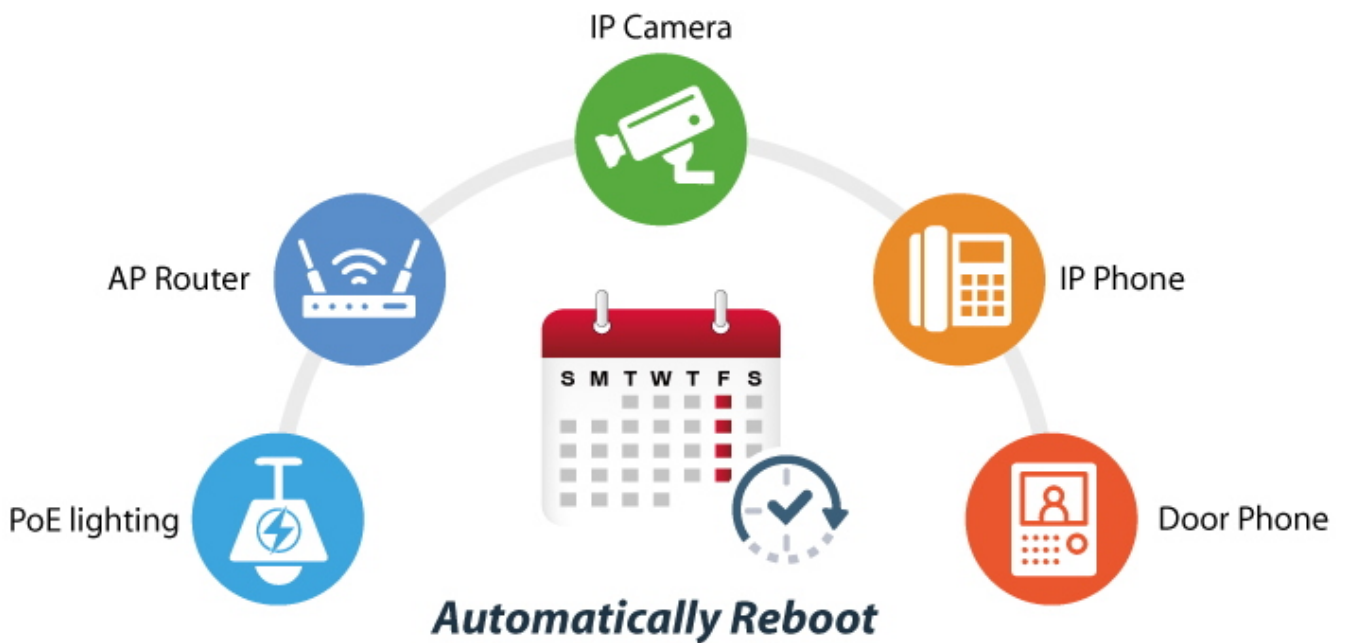 IP Camera
AP Router
IP Phone
S M T W T F S
PoE lighting
Door Phone
Automatically Reboot